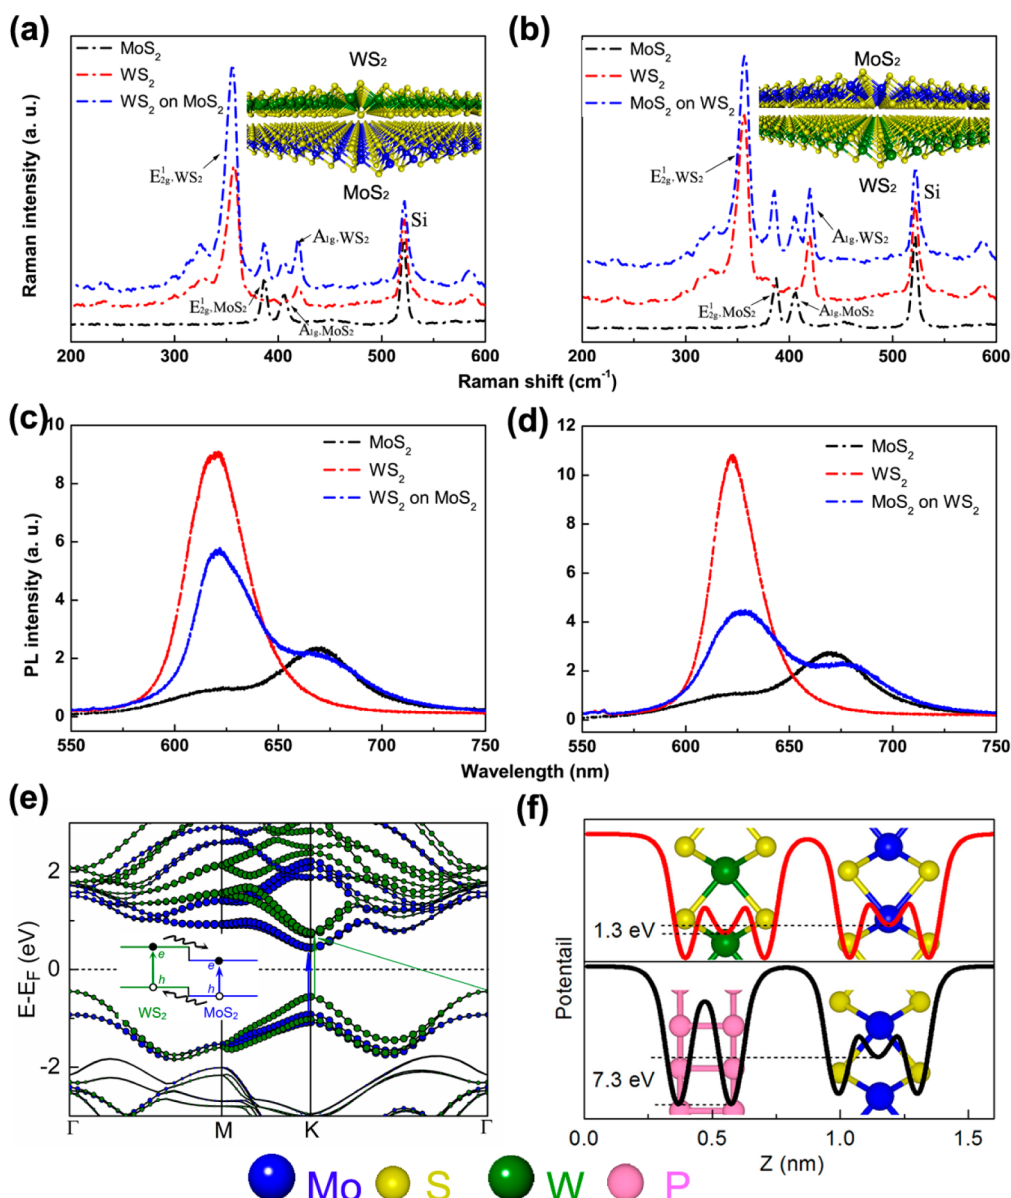 (a)
MoS2
WS2
WS2 on MoS2
WS2
MoS2
E12g.WS2
A1g.WS2
Si
E12g.MoS2
A1g.MoS2
Raman intensity (a. u.)
200 300 400 500 600
(b)
MoS2
WS2
MoS2 on WS2
MoS2
WS2
E12g.WS2
A1g.WS2
Si
E12g.MoS2
A1g.MoS2
200 300 400 500 600
Raman shift (cm-1)
(c)
MoS2
WS2
WS2 on MoS2
PL intensity (a. u.)
10
8
6
4
2
0
550 600 650 700 750
(d)
MoS2
WS2
MoS2 on WS2
12
10
8
6
4
2
0
550 600 650 700 750
Wavelength (nm)
(e)
E-EF (eV)
2
0
-2
e
e
h
h
WS2
MoS2
Γ M K Γ
(f)
Potentail
1.3 eV
7.3 eV
0.0 0.5 1.0 1.5
Z (nm)
Mo S W P